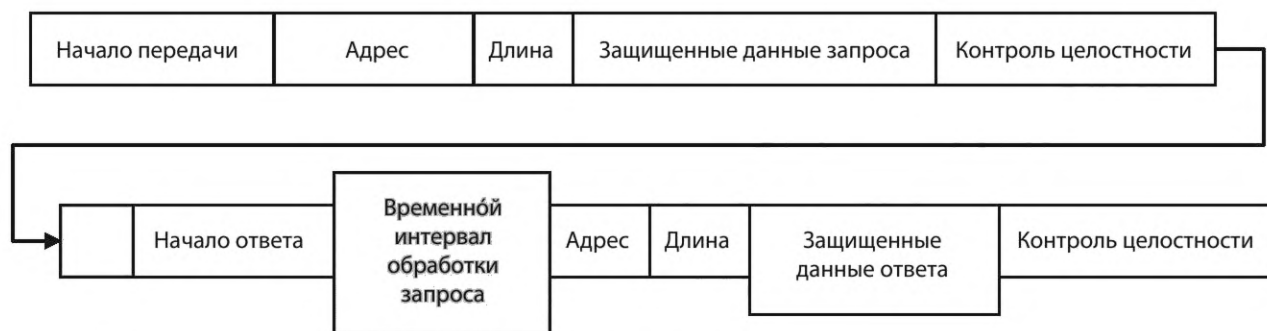 Начало передачи
Адрес
Длина
Защищенные данные запроса
Контроль целостности
Начало ответа
Временно́й
интервал
обработки
запроса
Адрес
Длина
Защищенные
данные ответа
Контроль целостности